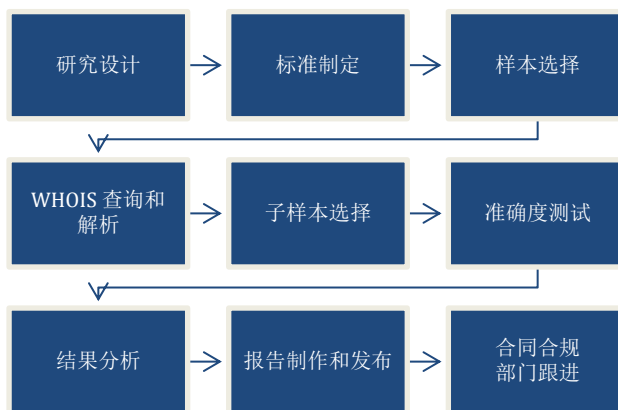 研究设计
标准制定
样本选择
WHOIS 查询和
解析
子样本选择
准确度测试
结果分析
报告制作和发布
合同合规
部门跟进